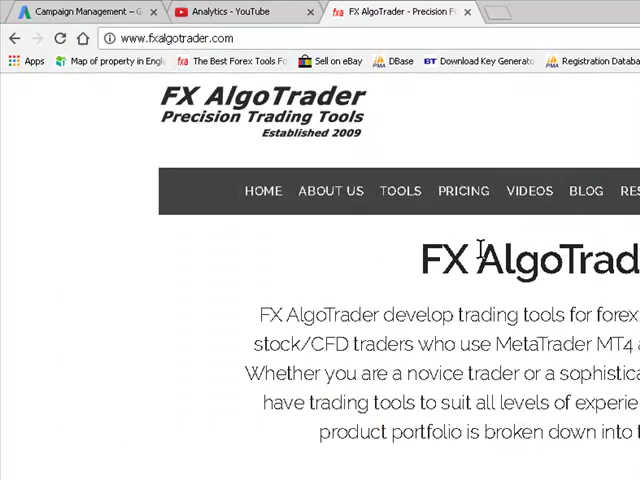 Campaign Management – G
Analytics - YouTube
FX AlgoTrader - Precision F
www.fxalgotrader.com
Apps
Map of property in Engl
The Best Forex Tools Fo
Sell on eBay
DBase
Download Key Generato
Registration Databa
FX AlgoTrader
Precision Trading Tools
Established 2009
HOME ABOUT US TOOLS PRICING VIDEOS BLOG RES
FX AlgoTrad
FX AlgoTrader develop trading tools for forex
stock/CFD traders who use MetaTrader MT4 a
Whether you are a novice trader or a sophistica
have trading tools to suit all levels of experie
product portfolio is broken down into t